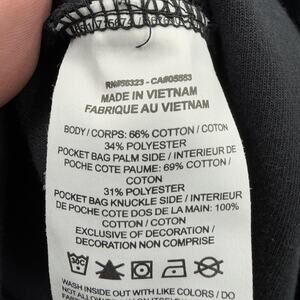 RN#56323 - CA#05553
MADE IN VIETNAM
FABRIQUE AU VIETNAM
BODY / CORPS: 66% COTTON / COTON
34% POLYESTER
POCKET BAG PALM SIDE / INTERIEUR DE
POCHE COTE PAUME: 69% COTTON /
COTON
31% POLYESTER
POCKET BAG KNUCKLE SIDE / INTERIEUR
DE POCHE COTE DOS DE LA MAIN: 100%
COTTON / COTON
EXCLUSIVE OF DECORATION /
DECORATION NON COMPRISE
30C
WASH INSIDE OUT WITH LIKE COLORS / DO